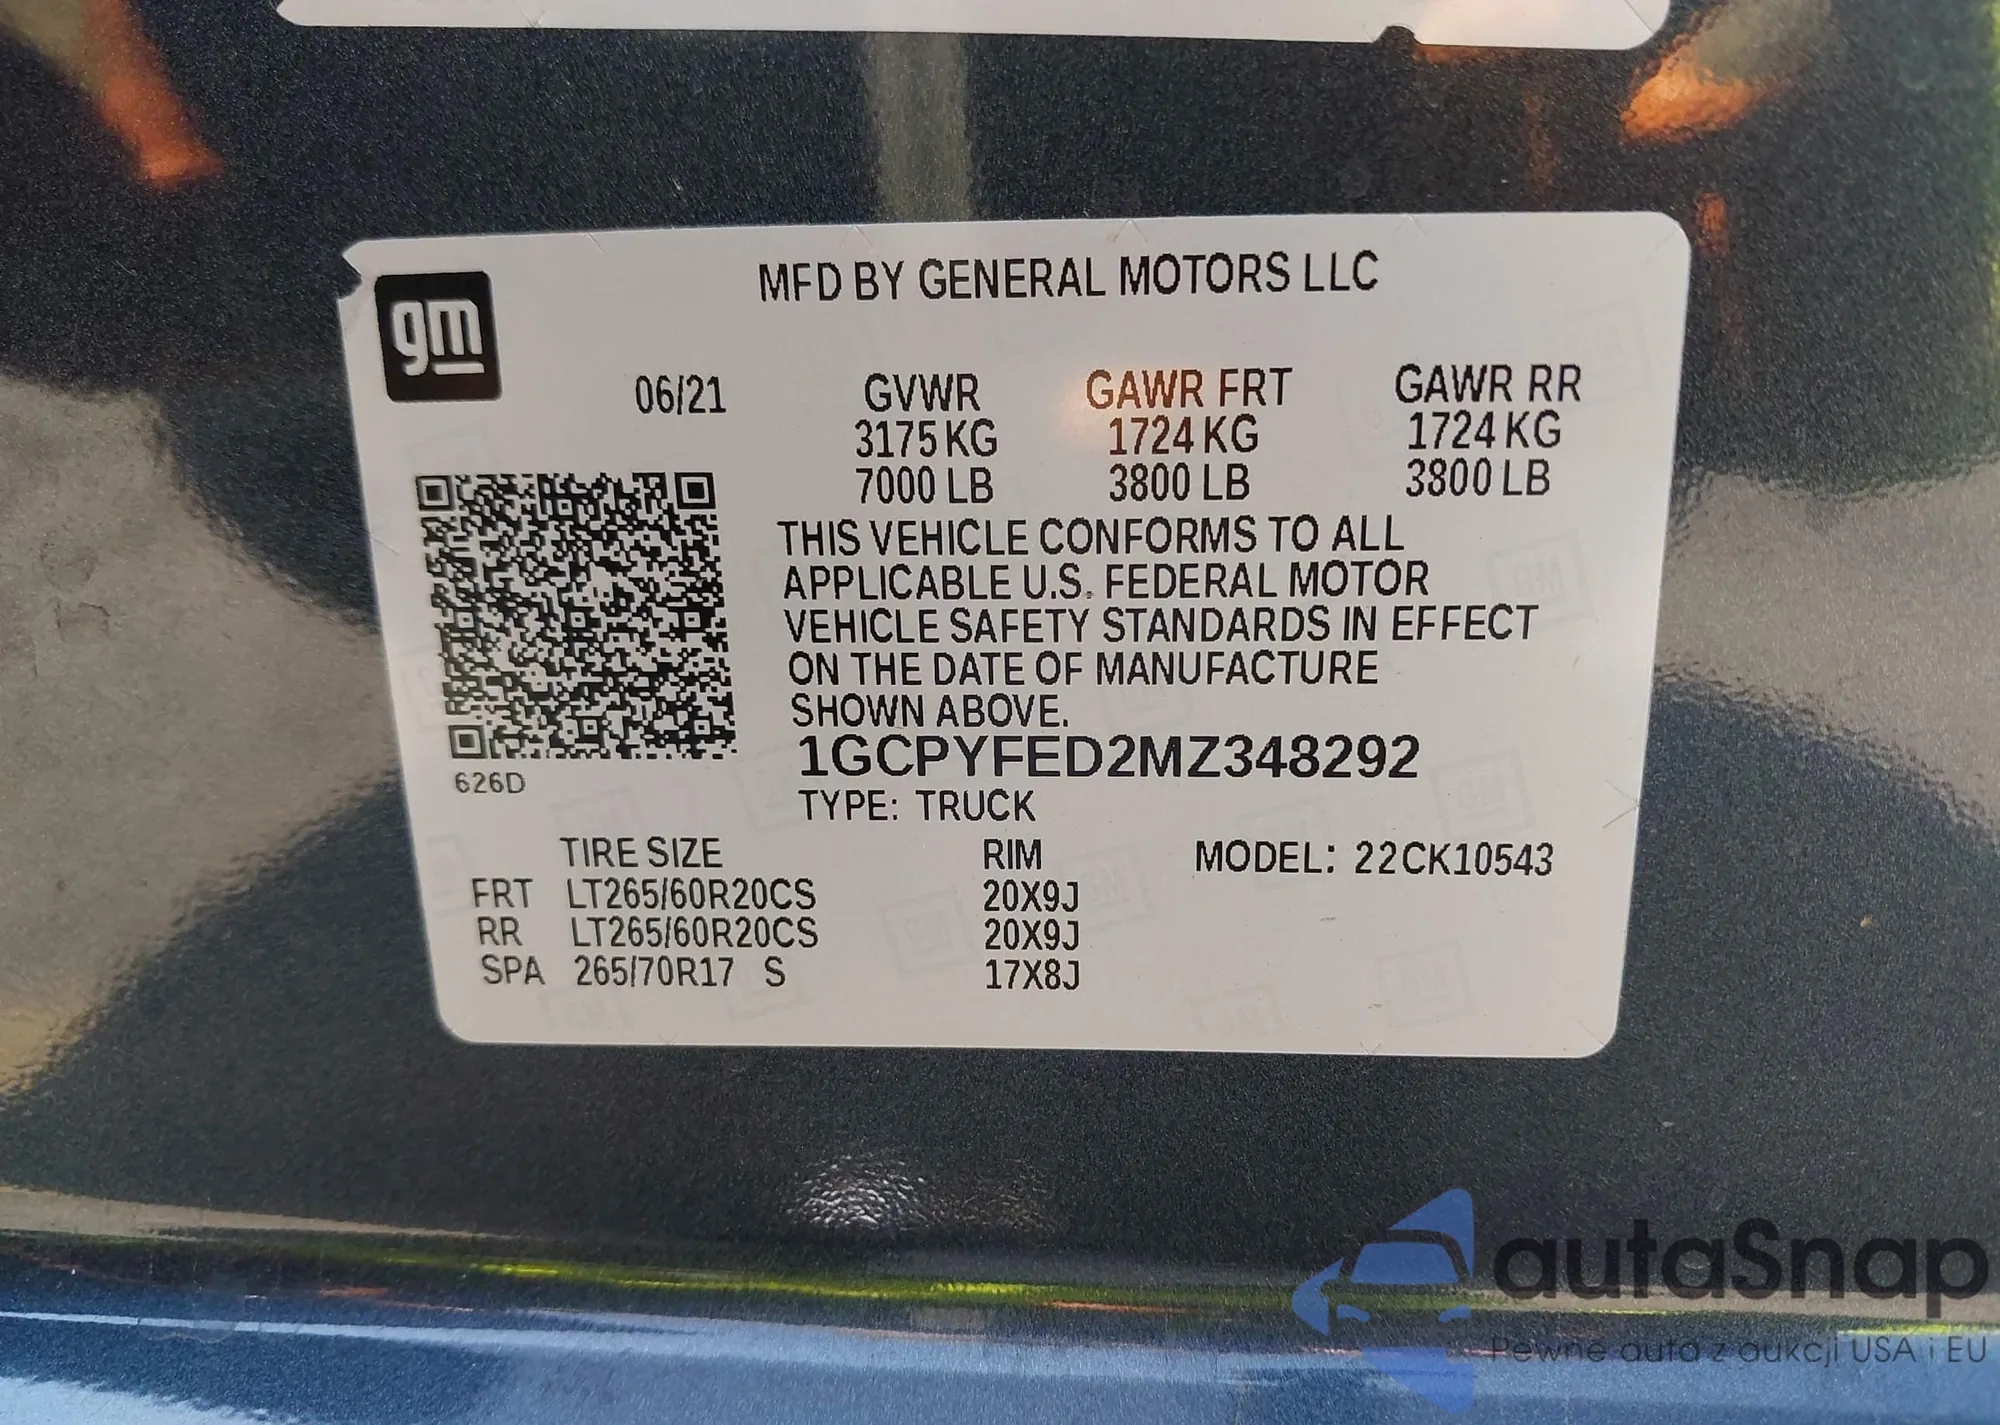 MFD BY GENERAL MOTORS LLC
gm
06/21 GVWR GAWR FRT GAWR RR
3175 KG 1724 KG 1724 KG
7000 LB 3800 LB 3800 LB
THIS VEHICLE CONFORMS TO ALL
APPLICABLE U.S. FEDERAL MOTOR
VEHICLE SAFETY STANDARDS IN EFFECT
ON THE DATE OF MANUFACTURE
SHOWN ABOVE.
1GCPYFED2MZ348292
626D
TYPE: TRUCK
TIRE SIZE RIM MODEL: 22CK10543
FRT LT265/60R20CS 20X9J
RR LT265/60R20CS 20X9J
SPA 265/70R17 S 17X8J
autaSnap
Pewne auta z aukcji USA i EU